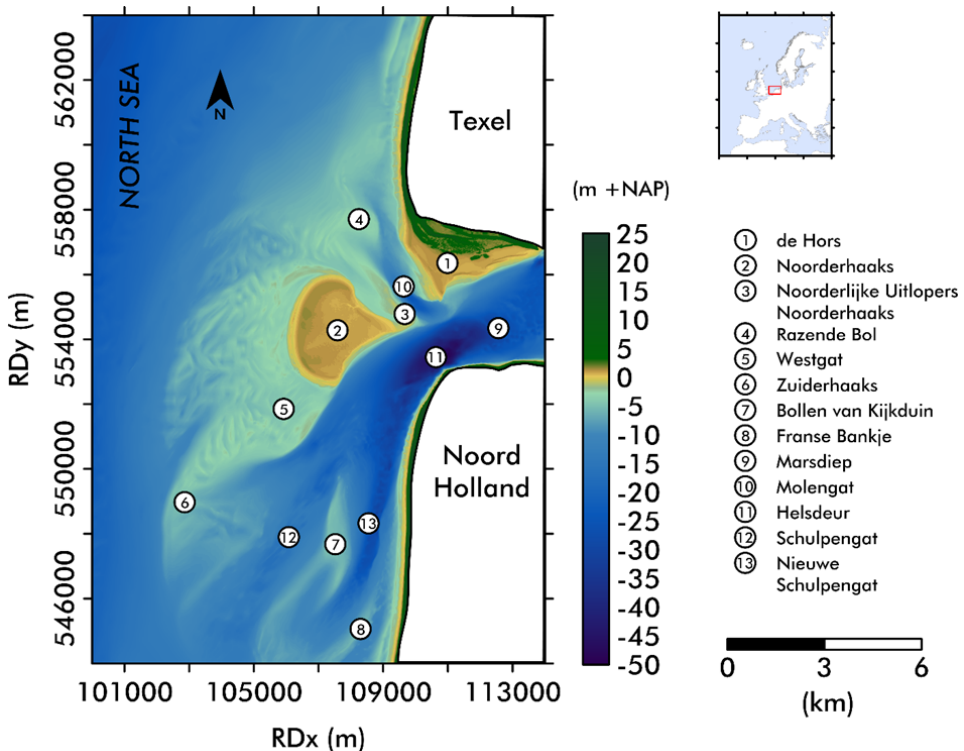 562000
558000
554000
550000
546000
RDy (m)
NORTH SEA
N
Texel
Noord
Holland
4
1
10
3
2
9
11
5
6
13
12
7
8
101000
105000
109000
113000
RDx (m)
(m +NAP)
25
20
15
10
5
0
-5
-10
-15
-20
-25
-30
-35
-40
-45
-50
1 de Hors
2 Noorderhaaks
3 Noorderlijke Uitlopers
Noorderhaaks
4 Razende Bol
5 Westgat
6 Zuiderhaaks
7 Bollen van Kijkduin
8 Franse Bankje
9 Marsdiep
10 Molengat
11 Helsdeur
12 Schulpengat
13 Nieuwe
Schulpengat
0 3 6
(km)